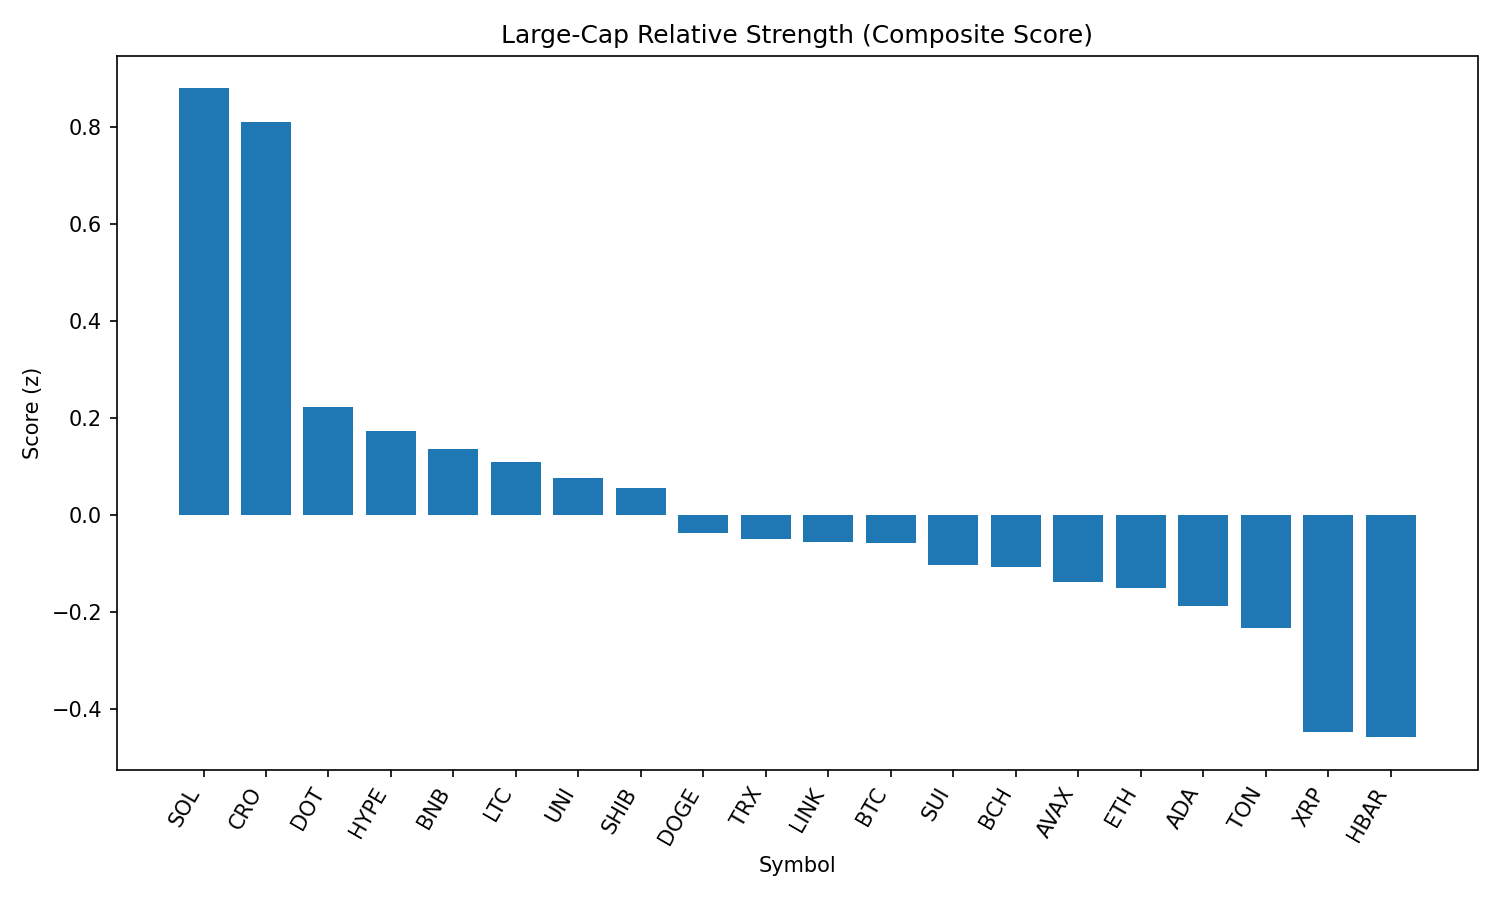 Large-Cap Relative Strength (Composite Score)
0.8
0.6
0.4
0.2
0.0
−0.2
−0.4
Score (z)
SOL
CRO
DOT
HYPE
BNB
LTC
UNI
SHIB
DOGE
TRX
LINK
BTC
SUI
BCH
AVAX
ETH
ADA
TON
XRP
HBAR
Symbol